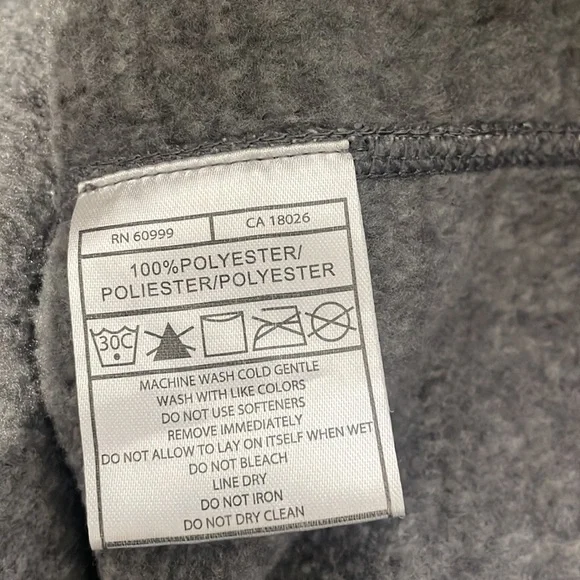 RN 60999
CA 18026
100%POLYESTER/
POLIESTER/POLYESTER
30C
MACHINE WASH COLD GENTLE
WASH WITH LIKE COLORS
DO NOT USE SOFTENERS
REMOVE IMMEDIATELY
DO NOT ALLOW TO LAY ON ITSELF WHEN WET
DO NOT BLEACH
LINE DRY
DO NOT IRON
DO NOT DRY CLEAN